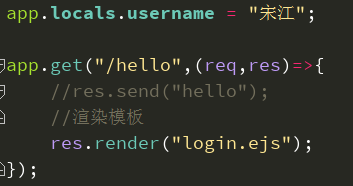 app.locals.username = "宋江";
app.get("/hello",(req,res)=>{
//res.send("hello");
//渲染模板
res.render("login.ejs");
});